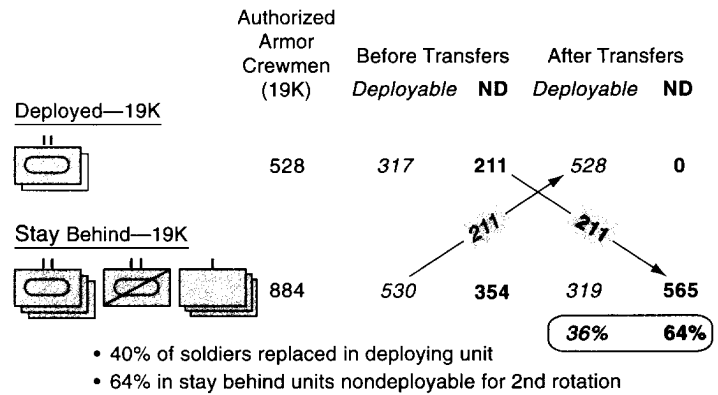 Authorized
Armor
Crewmen
(19K)
Before Transfers
After Transfers
Deployable ND Deployable ND
Deployed—19K
528 317 211 528 0
211
211
Stay Behind—19K
884 530 354 319 565
36% 64%
• 40% of soldiers replaced in deploying unit
• 64% in stay behind units nondeployable for 2nd rotation